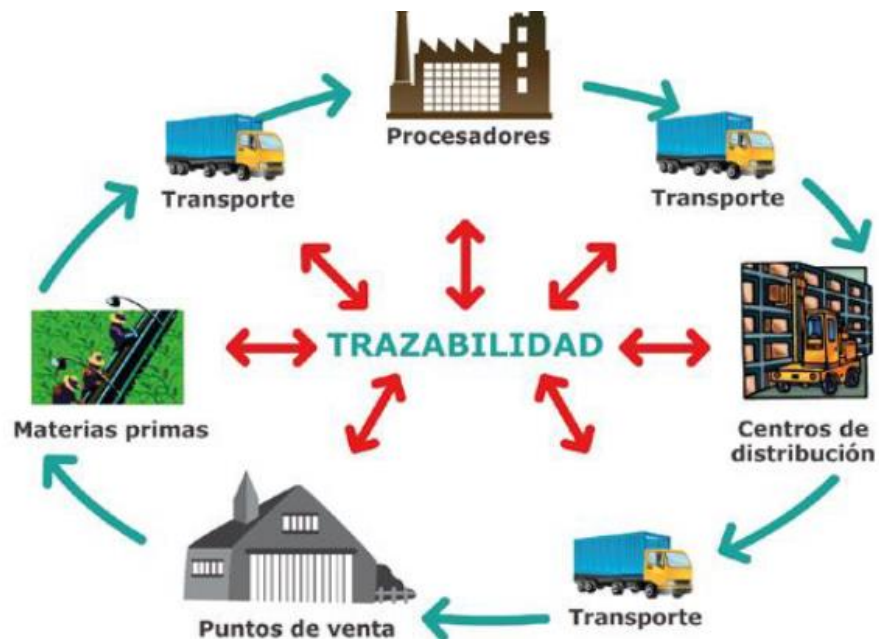 Procesadores
Transporte
Transporte
TRAZABILIDAD
Materias primas
Centros de
distribución
Transporte
Puntos de venta